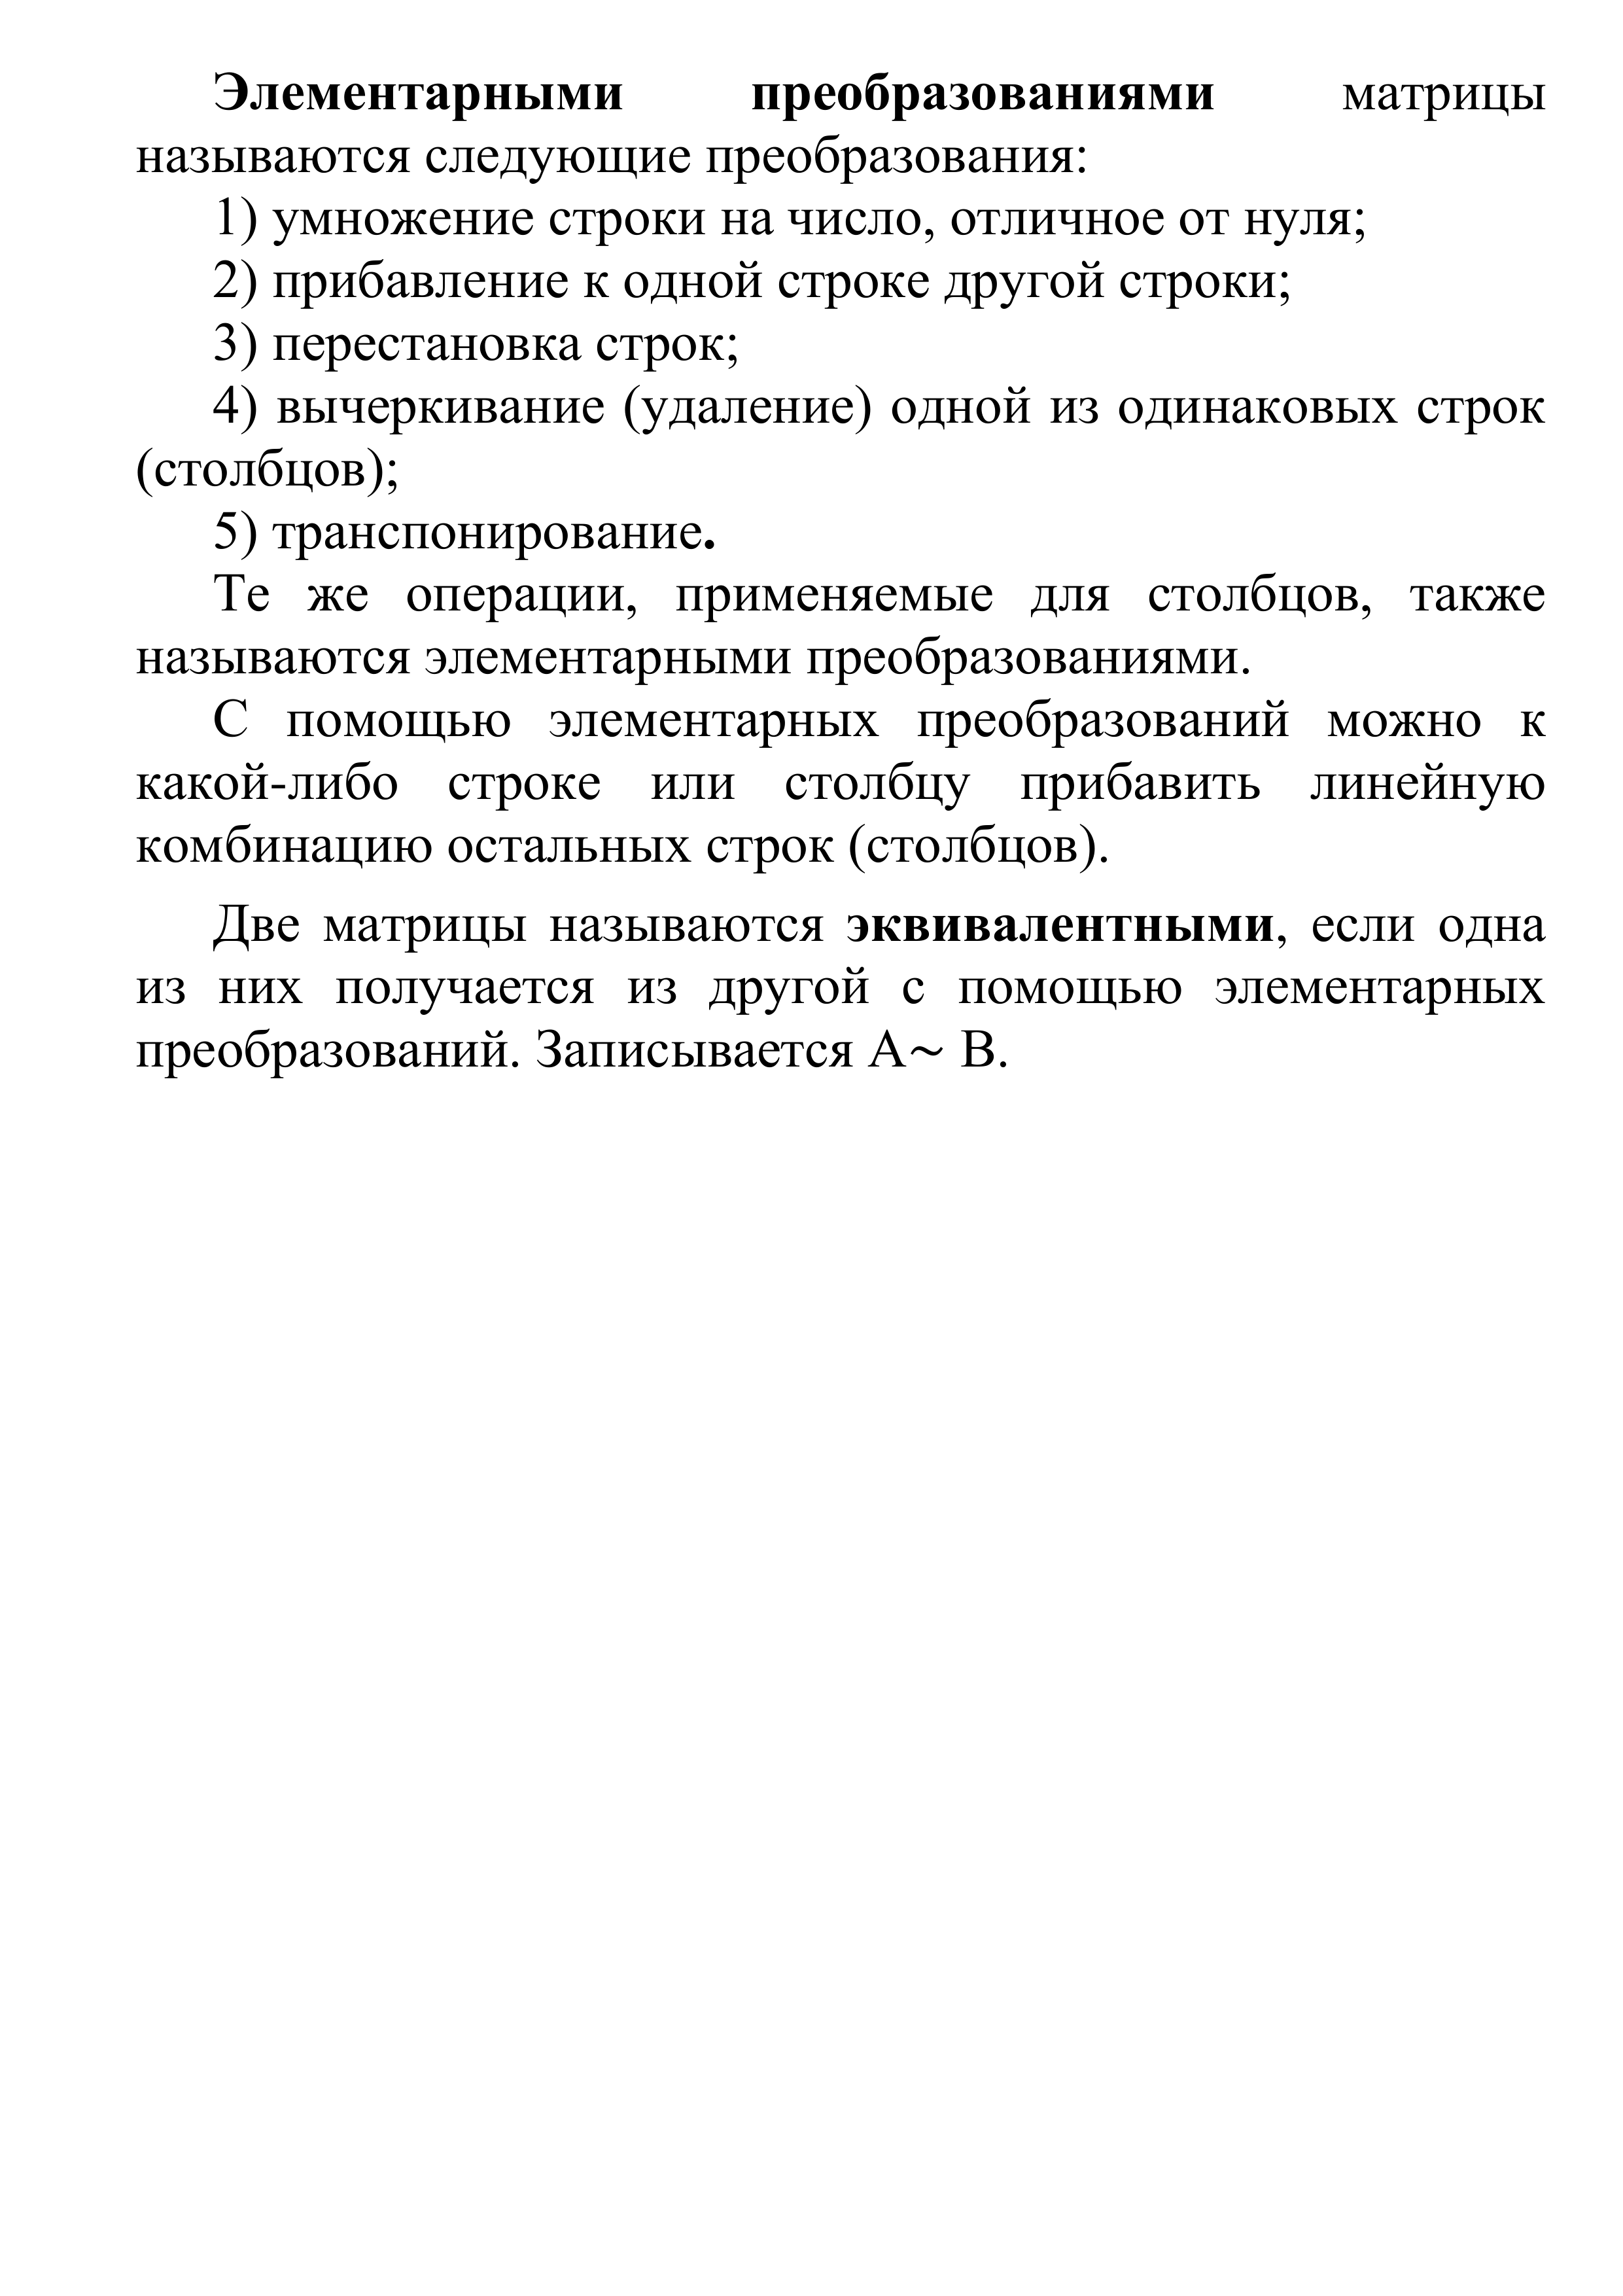 Элементарными преобразованиями матрицы
называются следующие преобразования:
1) умножение строки на число, отличное от нуля;
2) прибавление к одной строке другой строки;
3) перестановка строк;
4) вычеркивание (удаление) одной из одинаковых строк
(столбцов);
5) транспонирование.
Те же операции, применяемые для столбцов, также
называются элементарными преобразованиями.
С помощью элементарных преобразований можно к
какой-либо строке или столбцу прибавить линейную
комбинацию остальных строк (столбцов).
Две матрицы называются эквивалентными, если одна
из них получается из другой с помощью элементарных
преобразований. Записывается А~ В.